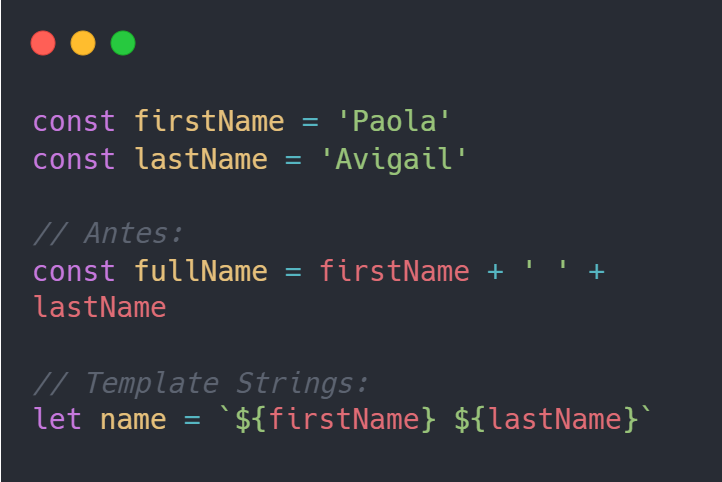 const firstName = 'Paola'
const lastName = 'Avigail'
// Antes:
const fullName = firstName + ' ' +
lastName
// Template Strings:
let name = `${firstName} ${lastName}`